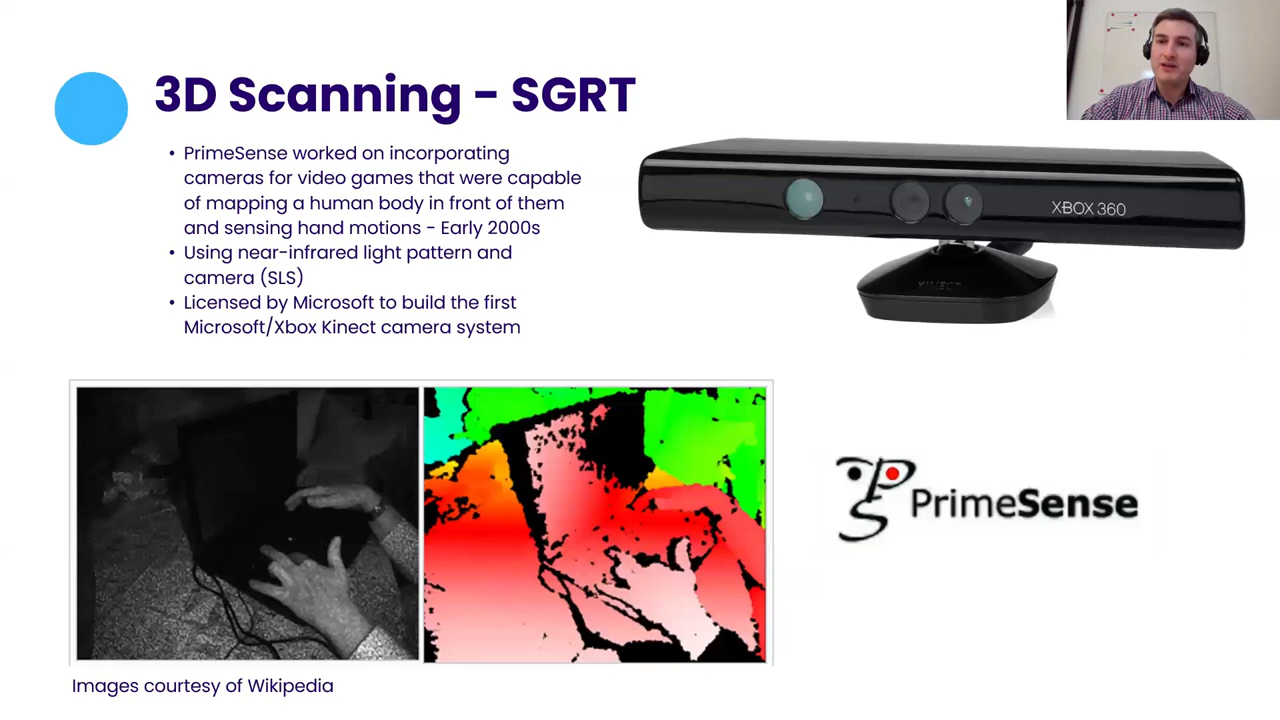 3D Scanning - SGRT
• PrimeSense worked on incorporating
cameras for video games that were capable
of mapping a human body in front of them
and sensing hand motions - Early 2000s
• Using near-infrared light pattern and
camera (SLS)
• Licensed by Microsoft to build the first
Microsoft/Xbox Kinect camera system
XBOX 360
KINECT
PrimeSense
Images courtesy of Wikipedia